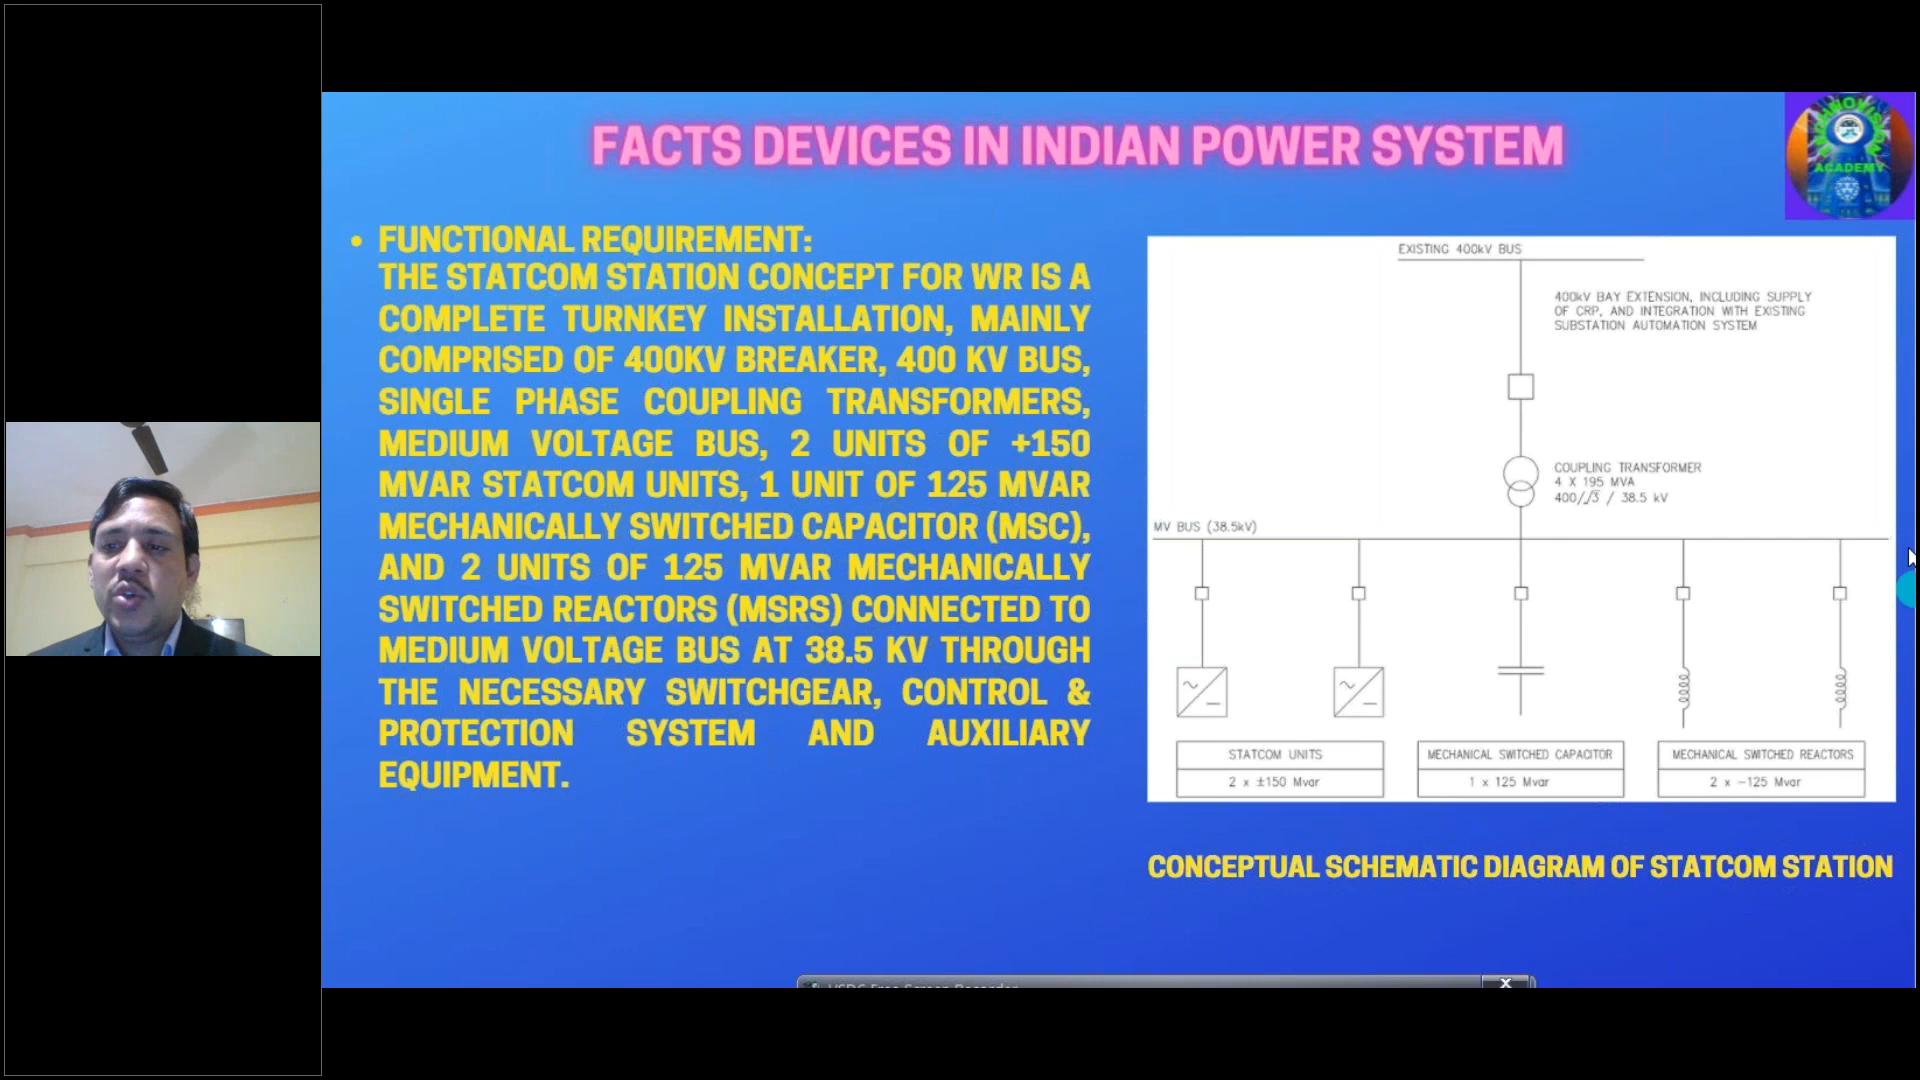 FACTS DEVICES IN INDIAN POWER SYSTEM
ACADEMY
• FUNCTIONAL REQUIREMENT:
THE STATCOM STATION CONCEPT FOR WR IS A
COMPLETE TURNKEY INSTALLATION, MAINLY
COMPRISED OF 400KV BREAKER, 400 KV BUS,
SINGLE PHASE COUPLING TRANSFORMERS,
MEDIUM VOLTAGE BUS, 2 UNITS OF +150
MVAR STATCOM UNITS, 1 UNIT OF 125 MVAR
MECHANICALLY SWITCHED CAPACITOR (MSC),
AND 2 UNITS OF 125 MVAR MECHANICALLY
SWITCHED REACTORS (MSRS) CONNECTED TO
MEDIUM VOLTAGE BUS AT 38.5 KV THROUGH
THE NECESSARY SWITCHGEAR, CONTROL &
PROTECTION SYSTEM AND AUXILIARY
EQUIPMENT.
EXISTING 400kV BUS
400kV BAY EXTENSION, INCLUDING SUPPLY
OF CRP, AND INTEGRATION WITH EXISTING
SUBSTATION AUTOMATION SYSTEM
COUPLING TRANSFORMER
4 X 195 MVA
400/√3 / 38.5 kV
MV BUS (38.5kV)
STATCOM UNITS
2 x ±150 Mvar
MECHANICAL SWITCHED CAPACITOR
1 x 125 Mvar
MECHANICAL SWITCHED REACTORS
2 x −125 Mvar
CONCEPTUAL SCHEMATIC DIAGRAM OF STATCOM STATION